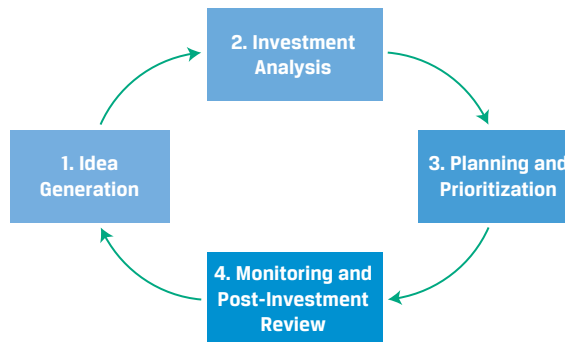 1. Idea
Generation
2. Investment
Analysis
3. Planning and
Prioritization
4. Monitoring and
Post-Investment
Review